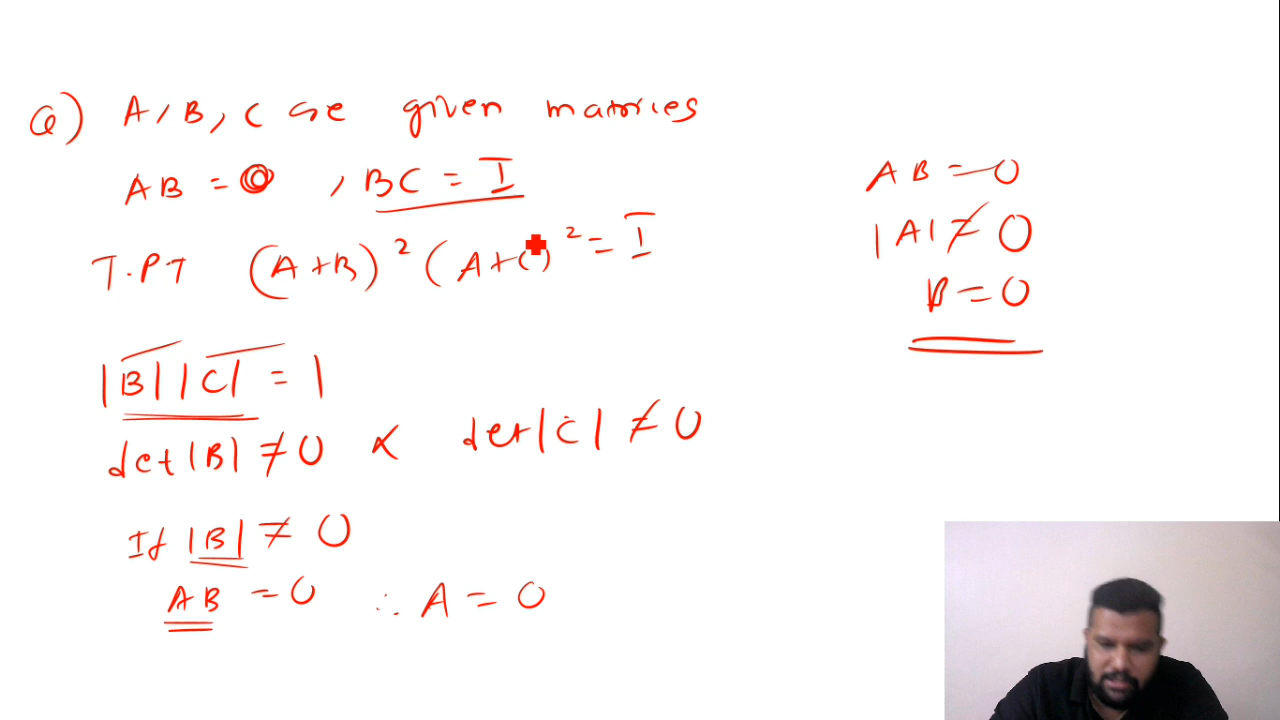 Q) A, B, C are given matrices
AB = O , BC = I
T.PT (A+B)² (A+C)² = I
|B| |C| = 1
det|B| ≠ 0 & det|C| ≠ 0
If |B| ≠ 0
AB = 0 ∴ A = 0
AB = 0
|A| ≠ 0
B = 0